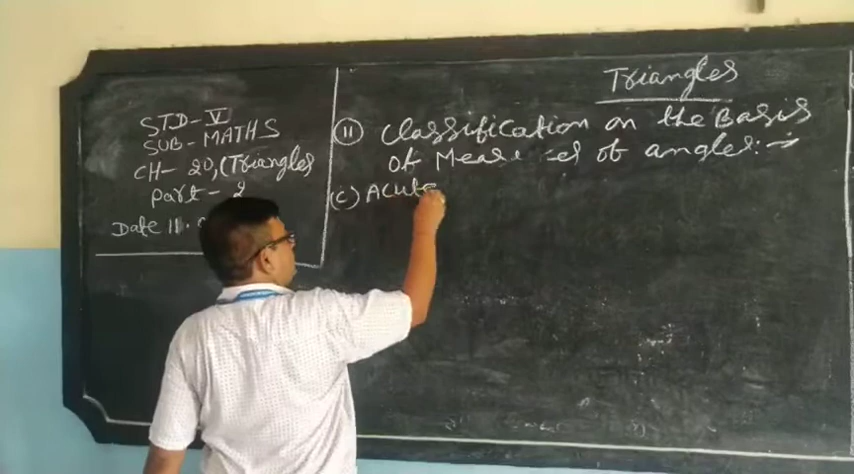 STD - V
SUB - MATHS
CH - 20, (Triangles
Part - 2
Date 11.
Triangles
(II) Classification on the Basis
of of angles :-
(C) Acute